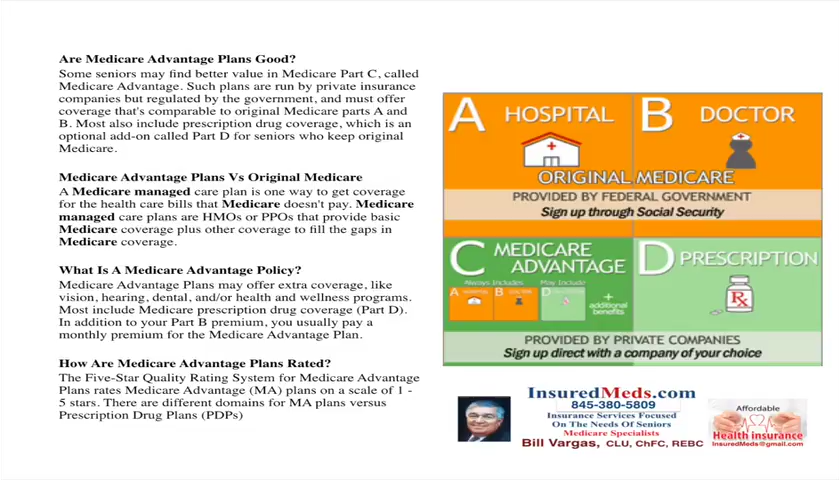 Are Medicare Advantage Plans Good?
Some seniors may find better value in Medicare Part C, called
Medicare Advantage. Such plans are run by private insurance
companies but regulated by the government, and must offer
coverage that's comparable to original Medicare parts A and
B. Most also include prescription drug coverage, which is an
optional add-on called Part D for seniors who keep original
Medicare.
Medicare Advantage Plans Vs Original Medicare
A Medicare managed care plan is one way to get coverage
for the health care bills that Medicare doesn't pay. Medicare
managed care plans are HMOs or PPOs that provide basic
Medicare coverage plus other coverage to fill the gaps in
Medicare coverage.
What Is A Medicare Advantage Policy?
Medicare Advantage Plans may offer extra coverage, like
vision, hearing, dental, and/or health and wellness programs.
Most include Medicare prescription drug coverage (Part D).
In addition to your Part B premium, you usually pay a
monthly premium for the Medicare Advantage Plan.
How Are Medicare Advantage Plans Rated?
The Five-Star Quality Rating System for Medicare Advantage
Plans rates Medicare Advantage (MA) plans on a scale of 1 -
5 stars. There are different domains for MA plans versus
Prescription Drug Plans (PDPs)
A HOSPITAL
B DOCTOR
ORIGINAL MEDICARE
PROVIDED BY FEDERAL GOVERNMENT
Sign up through Social Security
C MEDICARE
ADVANTAGE
Always Includes
May Include
A HOSPITAL
B DOCTOR
D
+
additional
benefits
D PRESCRIPTION
Rx
PROVIDED BY PRIVATE COMPANIES
Sign up direct with a company of your choice
InsuredMeds.com
845-380-5809
Insurance Services Focused
On The Needs Of Seniors
Medicare Specialists
Bill Vargas, CLU, ChFC, REBC
Affordable
Health insurance
InsuredMeds@gmail.com